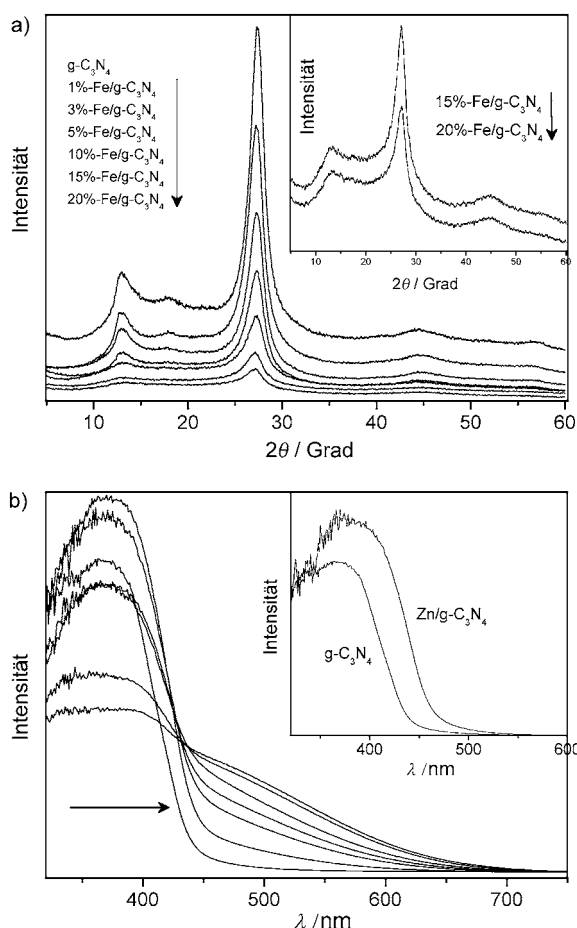 a)
Intensität
g-C₃N₄
1%-Fe/g-C₃N₄
3%-Fe/g-C₃N₄
5%-Fe/g-C₃N₄
10%-Fe/g-C₃N₄
15%-Fe/g-C₃N₄
20%-Fe/g-C₃N₄
10 20 30 40 50 60
2θ / Grad
Intensität
15%-Fe/g-C₃N₄
20%-Fe/g-C₃N₄
10 20 30 40 50 60
2θ / Grad
b)
Intensität
400 500 600 700
λ /nm
Intensität
Zn/g-C₃N₄
g-C₃N₄
400 500 600
λ /nm